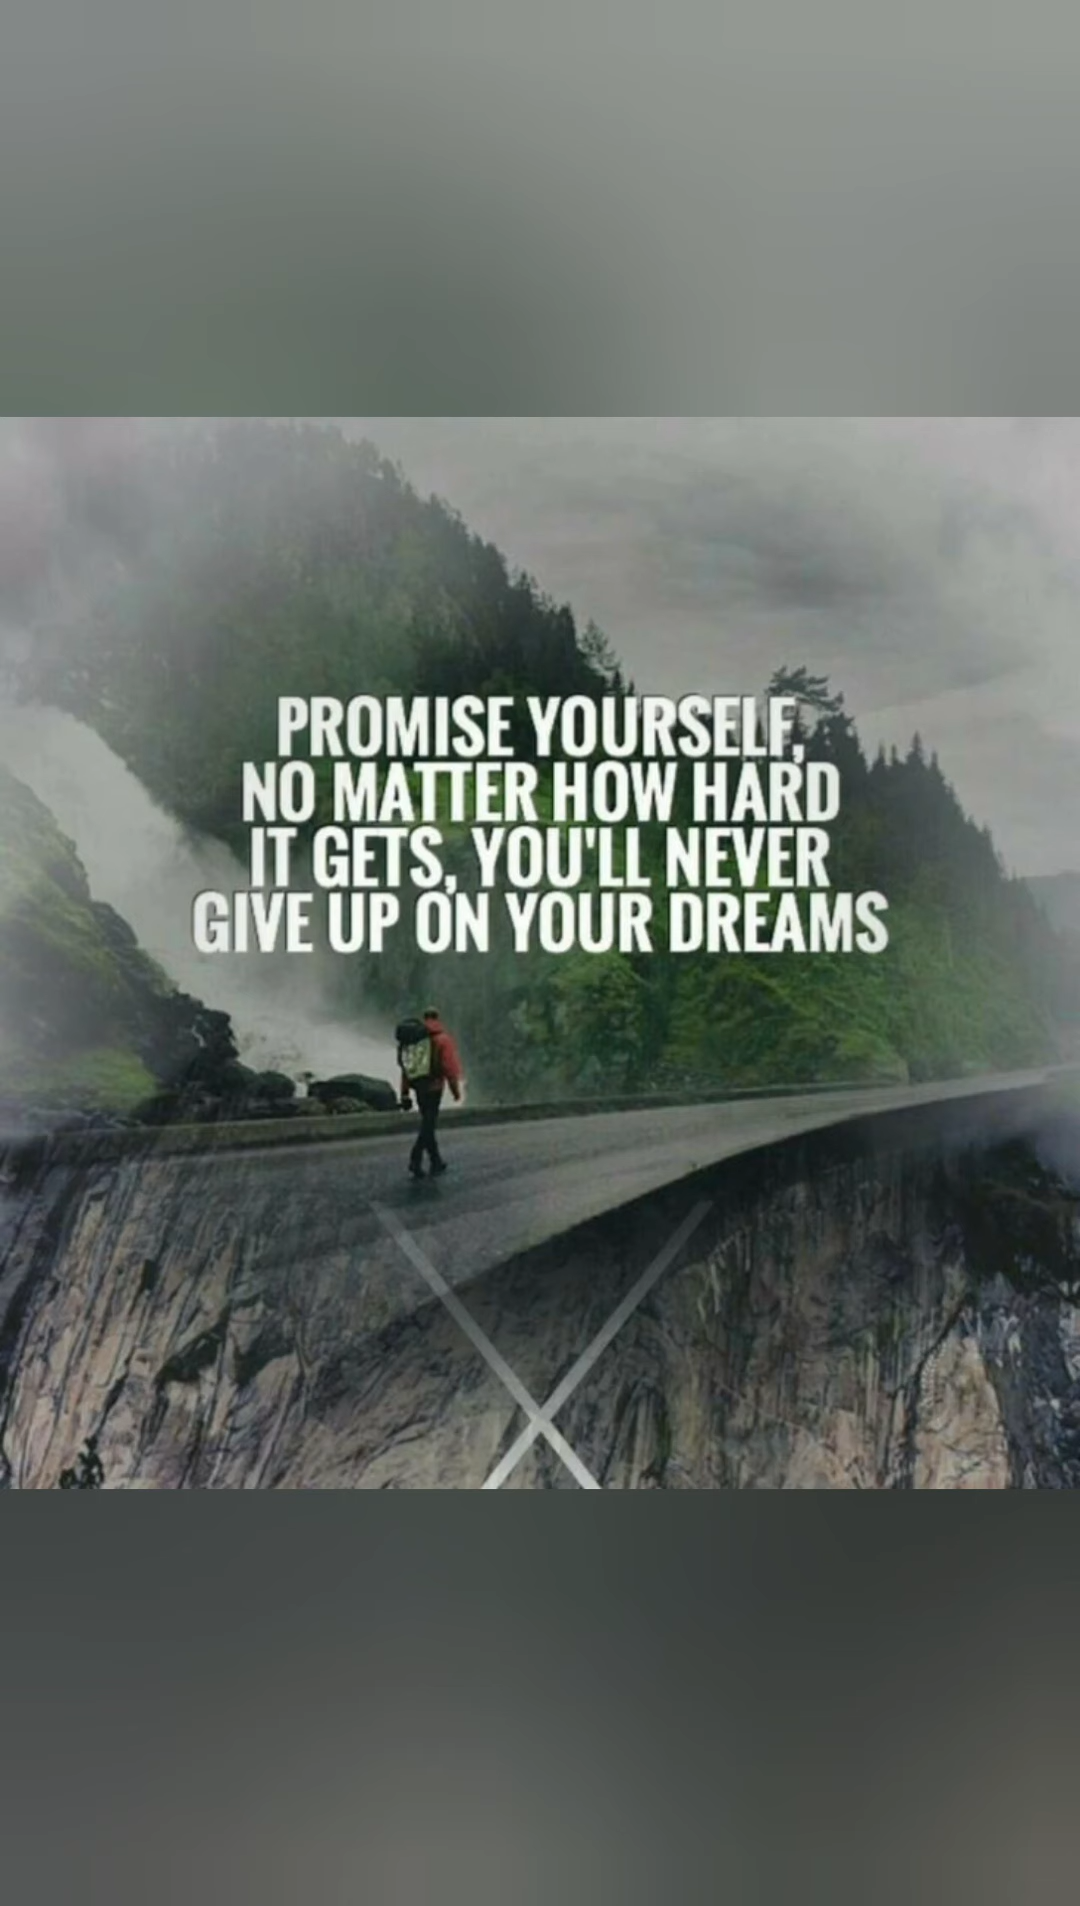 PROMISE YOURSELF,
NO MATTER HOW HARD
IT GETS, YOU'LL NEVER
GIVE UP ON YOUR DREAMS